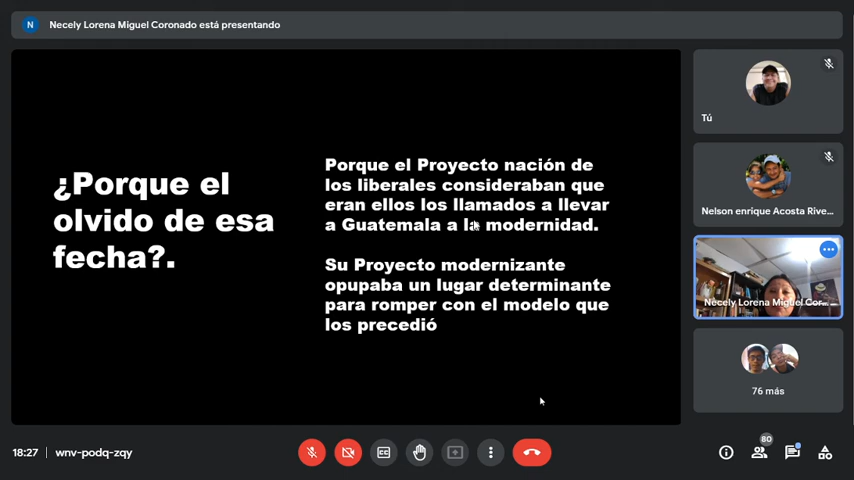 N Necely Lorena Miguel Coronado está presentando
¿Porque el
olvido de esa
fecha?.
Porque el Proyecto nación de
los liberales consideraban que
eran ellos los llamados a llevar
a Guatemala a la modernidad.
Su Proyecto modernizante
opupaba un lugar determinante
para romper con el modelo que
los precedió
Tú
Nelson enrique Acosta Rive...
Necely Lorena Miguel Cor...
76 más
18:27 | wnv-podq-zqy
80